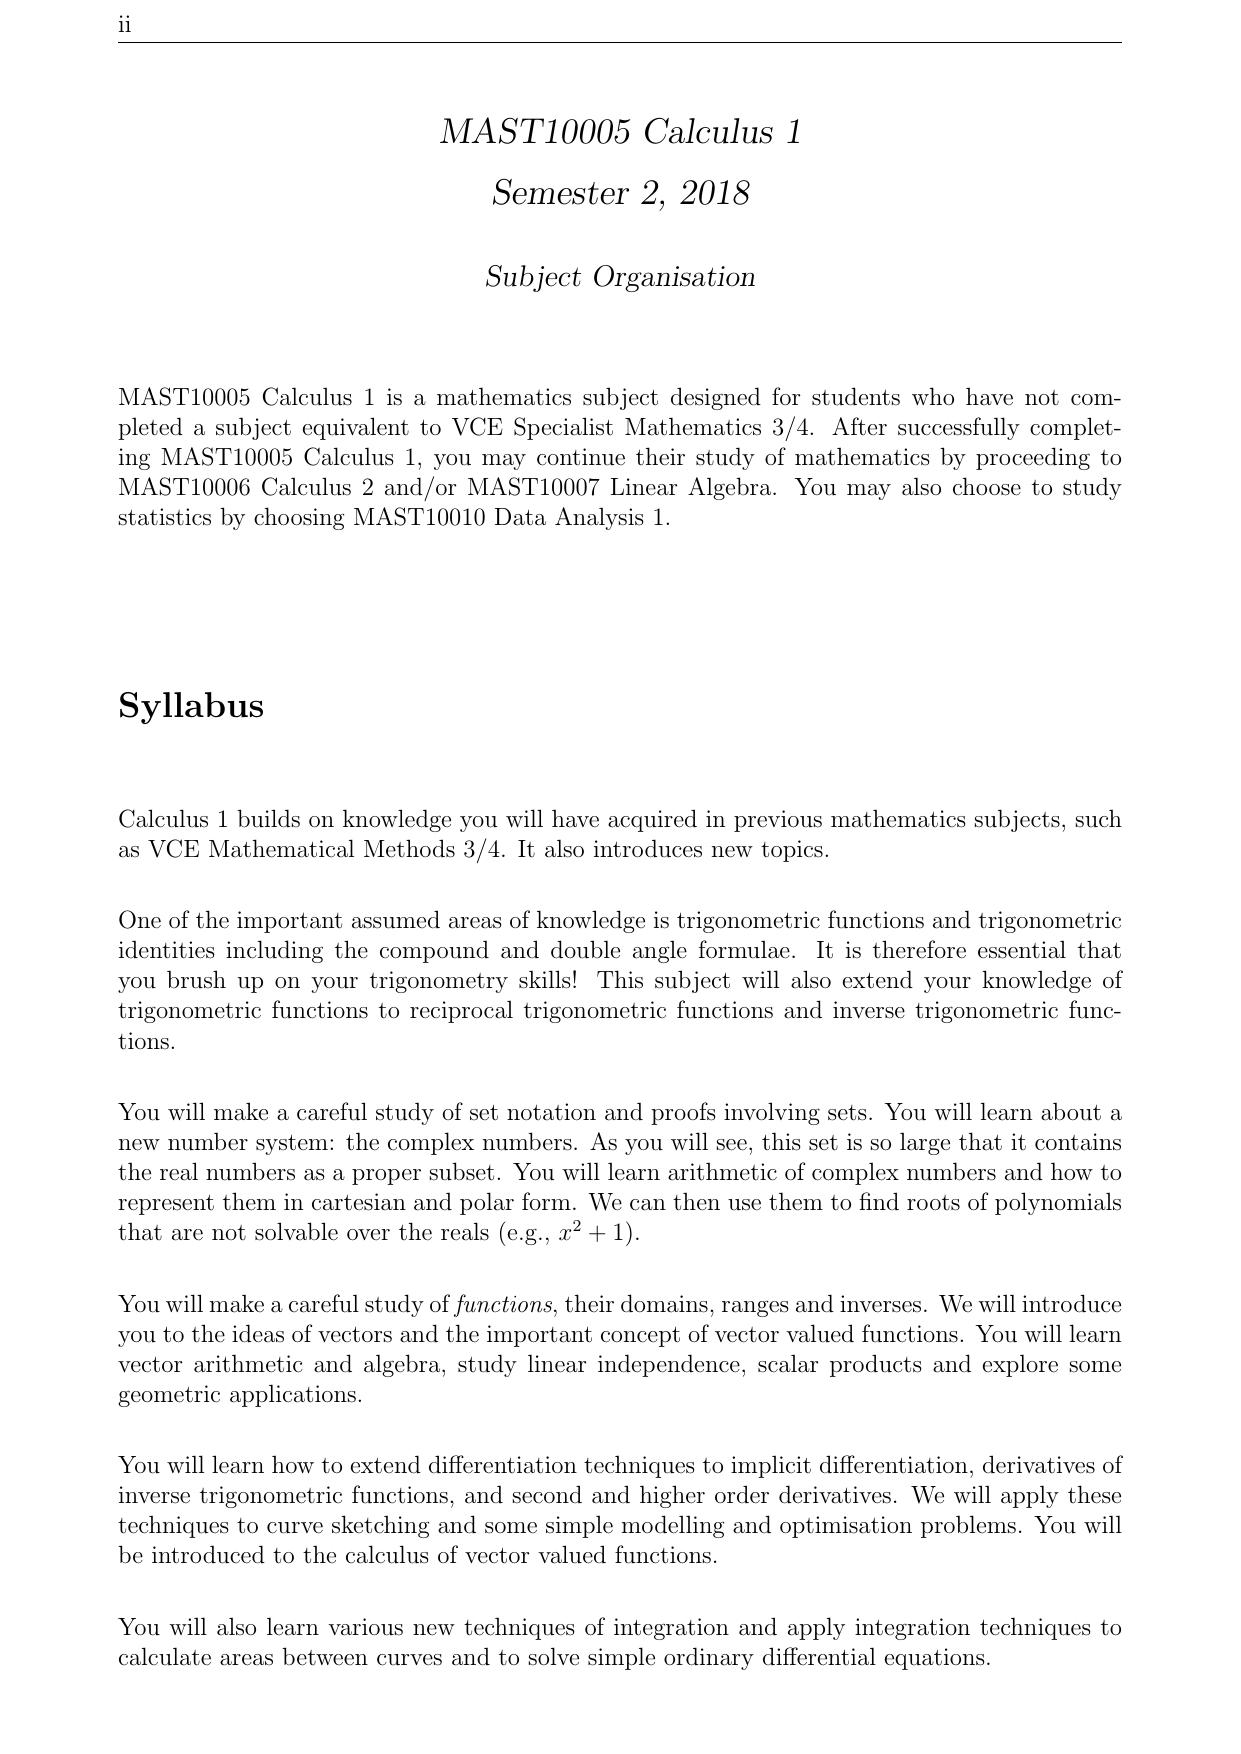 ii
MAST10005 Calculus 1
Semester 2, 2018
Subject Organisation
MAST10005 Calculus 1 is a mathematics subject designed for students who have not com-
pleted a subject equivalent to VCE Specialist Mathematics 3/4. After successfully complet-
ing MAST10005 Calculus 1, you may continue their study of mathematics by proceeding to
MAST10006 Calculus 2 and/or MAST10007 Linear Algebra. You may also choose to study
statistics by choosing MAST10010 Data Analysis 1.
Syllabus
Calculus 1 builds on knowledge you will have acquired in previous mathematics subjects, such
as VCE Mathematical Methods 3/4. It also introduces new topics.
One of the important assumed areas of knowledge is trigonometric functions and trigonometric
identities including the compound and double angle formulae. It is therefore essential that
you brush up on your trigonometry skills! This subject will also extend your knowledge of
trigonometric functions to reciprocal trigonometric functions and inverse trigonometric func-
tions.
You will make a careful study of set notation and proofs involving sets. You will learn about a
new number system: the complex numbers. As you will see, this set is so large that it contains
the real numbers as a proper subset. You will learn arithmetic of complex numbers and how to
represent them in cartesian and polar form. We can then use them to find roots of polynomials
that are not solvable over the reals (e.g., x² + 1).
You will make a careful study of functions, their domains, ranges and inverses. We will introduce
you to the ideas of vectors and the important concept of vector valued functions. You will learn
vector arithmetic and algebra, study linear independence, scalar products and explore some
geometric applications.
You will learn how to extend differentiation techniques to implicit differentiation, derivatives of
inverse trigonometric functions, and second and higher order derivatives. We will apply these
techniques to curve sketching and some simple modelling and optimisation problems. You will
be introduced to the calculus of vector valued functions.
You will also learn various new techniques of integration and apply integration techniques to
calculate areas between curves and to solve simple ordinary differential equations.